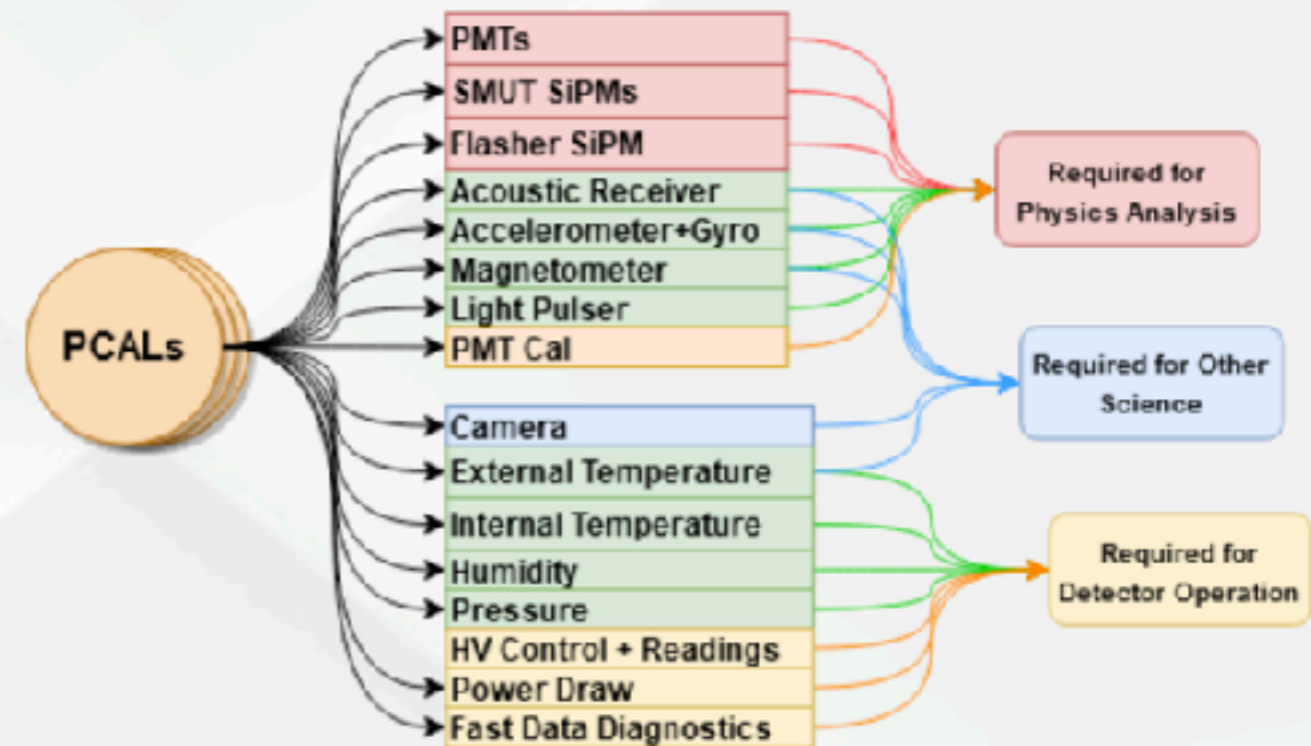 PCALs
PMTs
SMUT SiPMs
Flasher SiPM
Acoustic Receiver
Accelerometer+Gyro
Magnetometer
Light Pulser
PMT Cal
Camera
External Temperature
Internal Temperature
Humidity
Pressure
HV Control + Readings
Power Draw
Fast Data Diagnostics
Required for
Physics Analysis
Required for Other
Science
Required for
Detector Operation